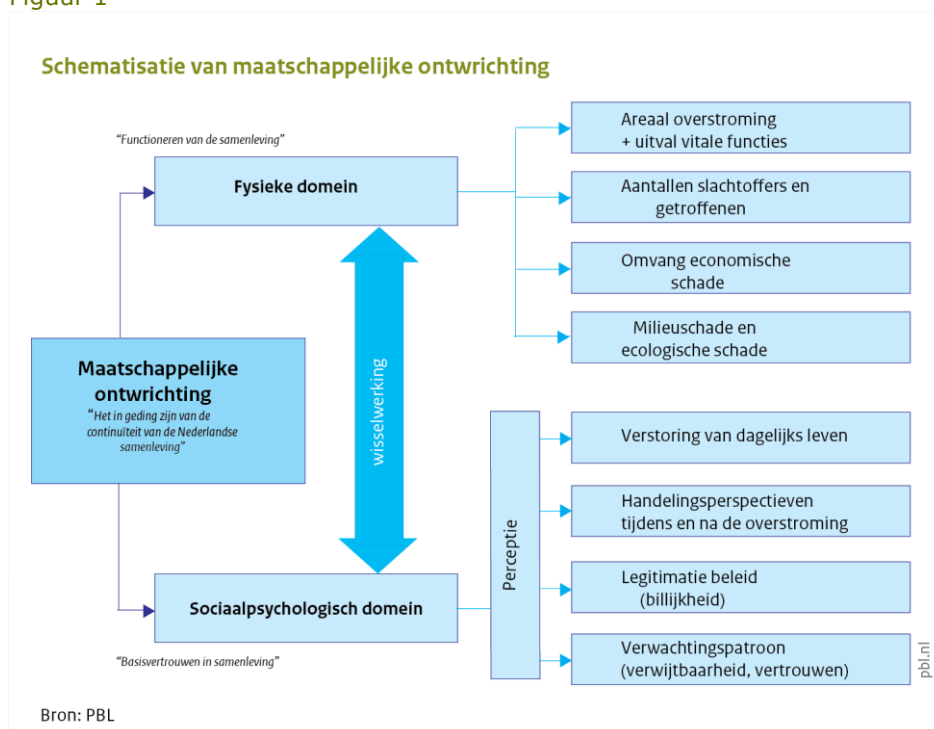 Figuur 1
Schematisatie van maatschappelijke ontwrichting
“Functioneren van de samenleving”
Fysieke domein
Areaal overstroming
+ uitval vitale functies
Aantallen slachtoffers en
getroffenen
Omvang economische
schade
Milieuschade en
ecologische schade
Maatschappelijke
ontwrichting
“Het in geding zijn van de
continuïteit van de Nederlandse
samenleving”
wisselwerking
Perceptie
Verstoring van dagelijks leven
Handelingsperspectieven
tijdens en na de overstroming
Legitimatie beleid
(billijkheid)
Verwachtingspatroon
(verwijtbaarheid, vertrouwen)
Sociaalpsychologisch domein
“Basisvertrouwen in samenleving”
pbl.nl
Bron: PBL